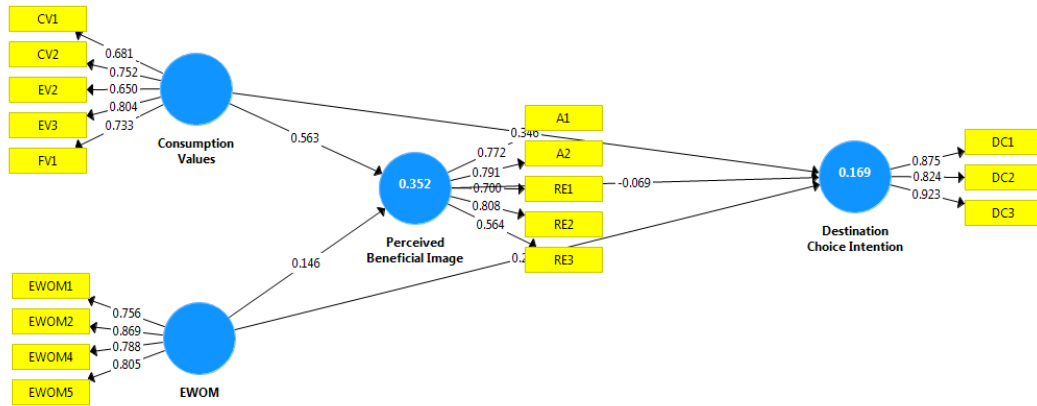 CV1
CV2
EV2
EV3
FV1
0.681
0.752
0.650
0.804
0.733
Consumption
Values
0.563
0.346
A1
A2
RE1
RE2
RE3
0.772
0.791
0.700
0.808
0.564
0.352
Perceived
Beneficial Image
-0.069
0.169
Destination
Choice Intention
0.875
0.824
0.923
DC1
DC2
DC3
0.146
EWOM1
EWOM2
EWOM4
EWOM5
0.756
0.869
0.788
0.805
EWOM